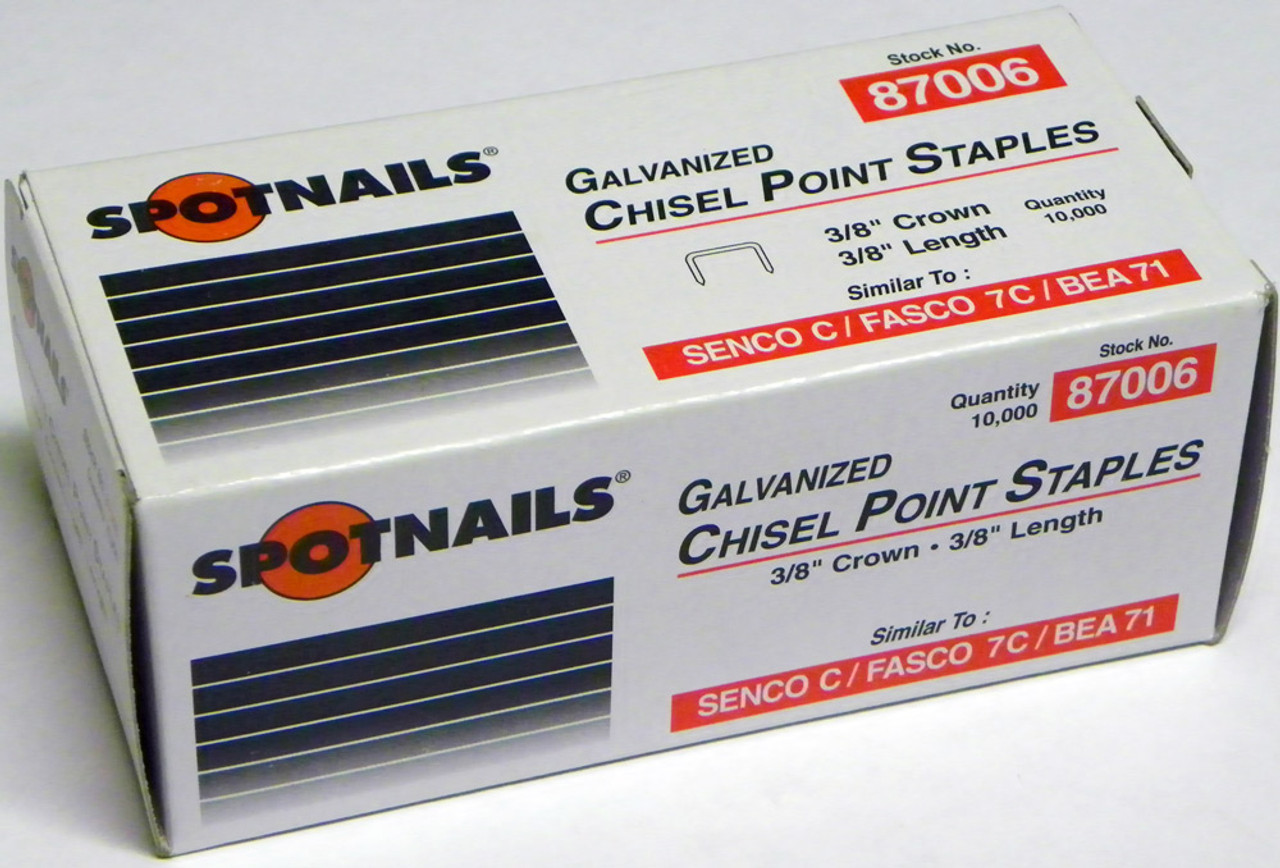 Stock No.
87006
SPOTNAILS®
GALVANIZED
CHISEL POINT STAPLES
3/8" Crown
3/8" Length
Quantity
10,000
Similar To :
SENCO C / FASCO 7C / BEA 71
Stock No.
87006
Quantity
10,000
SPOTNAILS®
GALVANIZED
CHISEL POINT STAPLES
3/8" Crown • 3/8" Length
Similar To :
SENCO C / FASCO 7C / BEA 71